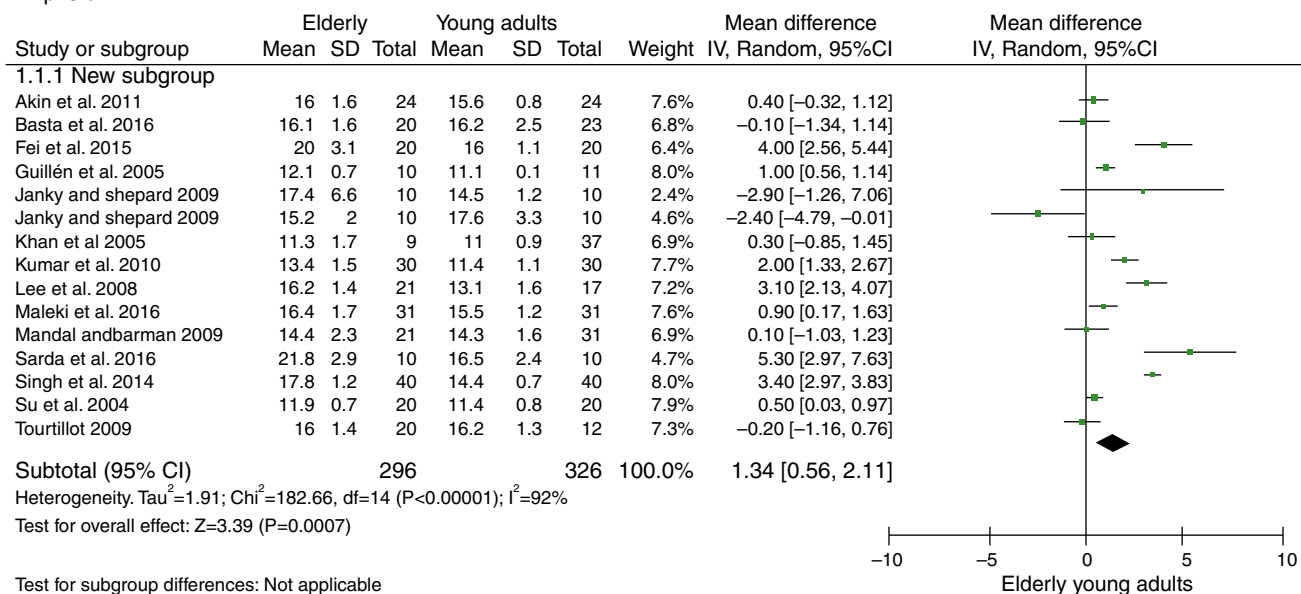 Elderly Young adults Mean difference Mean difference
Study or subgroup Mean SD Total Mean SD Total Weight IV, Random, 95%CI IV, Random, 95%CI
1.1.1 New subgroup
Akin et al. 2011 16 1.6 24 15.6 0.8 24 7.6% 0.40 [–0.32, 1.12]
Basta et al. 2016 16.1 1.6 20 16.2 2.5 23 6.8% –0.10 [–1.34, 1.14]
Fei et al. 2015 20 3.1 20 16 1.1 20 6.4% 4.00 [2.56, 5.44]
Guillén et al. 2005 12.1 0.7 10 11.1 0.1 11 8.0% 1.00 [0.56, 1.14]
Janky and shepard 2009 17.4 6.6 10 14.5 1.2 10 2.4% –2.90 [–1.26, 7.06]
Janky and shepard 2009 15.2 2 10 17.6 3.3 10 4.6% –2.40 [–4.79, –0.01]
Khan et al 2005 11.3 1.7 9 11 0.9 37 6.9% 0.30 [–0.85, 1.45]
Kumar et al. 2010 13.4 1.5 30 11.4 1.1 30 7.7% 2.00 [1.33, 2.67]
Lee et al. 2008 16.2 1.4 21 13.1 1.6 17 7.2% 3.10 [2.13, 4.07]
Maleki et al. 2016 16.4 1.7 31 15.5 1.2 31 7.6% 0.90 [0.17, 1.63]
Mandal andbarman 2009 14.4 2.3 21 14.3 1.6 31 6.9% 0.10 [–1.03, 1.23]
Sarda et al. 2016 21.8 2.9 10 16.5 2.4 10 4.7% 5.30 [2.97, 7.63]
Singh et al. 2014 17.8 1.2 40 14.4 0.7 40 8.0% 3.40 [2.97, 3.83]
Su et al. 2004 11.9 0.7 20 11.4 0.8 20 7.9% 0.50 [0.03, 0.97]
Tourtillot 2009 16 1.4 20 16.2 1.3 12 7.3% –0.20 [–1.16, 0.76]
Subtotal (95% CI) 296 326 100.0% 1.34 [0.56, 2.11]
Heterogeneity. Tau²=1.91; Chi²=182.66, df=14 (P<0.00001); I²=92%
Test for overall effect: Z=3.39 (P=0.0007)
–10 –5 0 5 10
Test for subgroup differences: Not applicable Elderly young adults